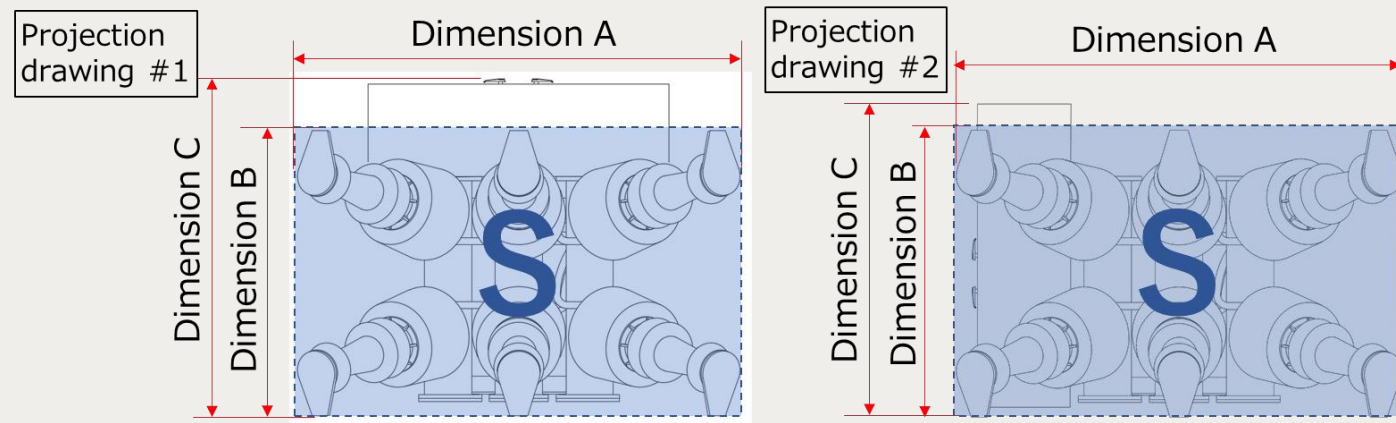 Projection
drawing #1
Dimension A
Dimension C
Dimension B
S
Projection
drawing #2
Dimension A
Dimension C
Dimension B
S